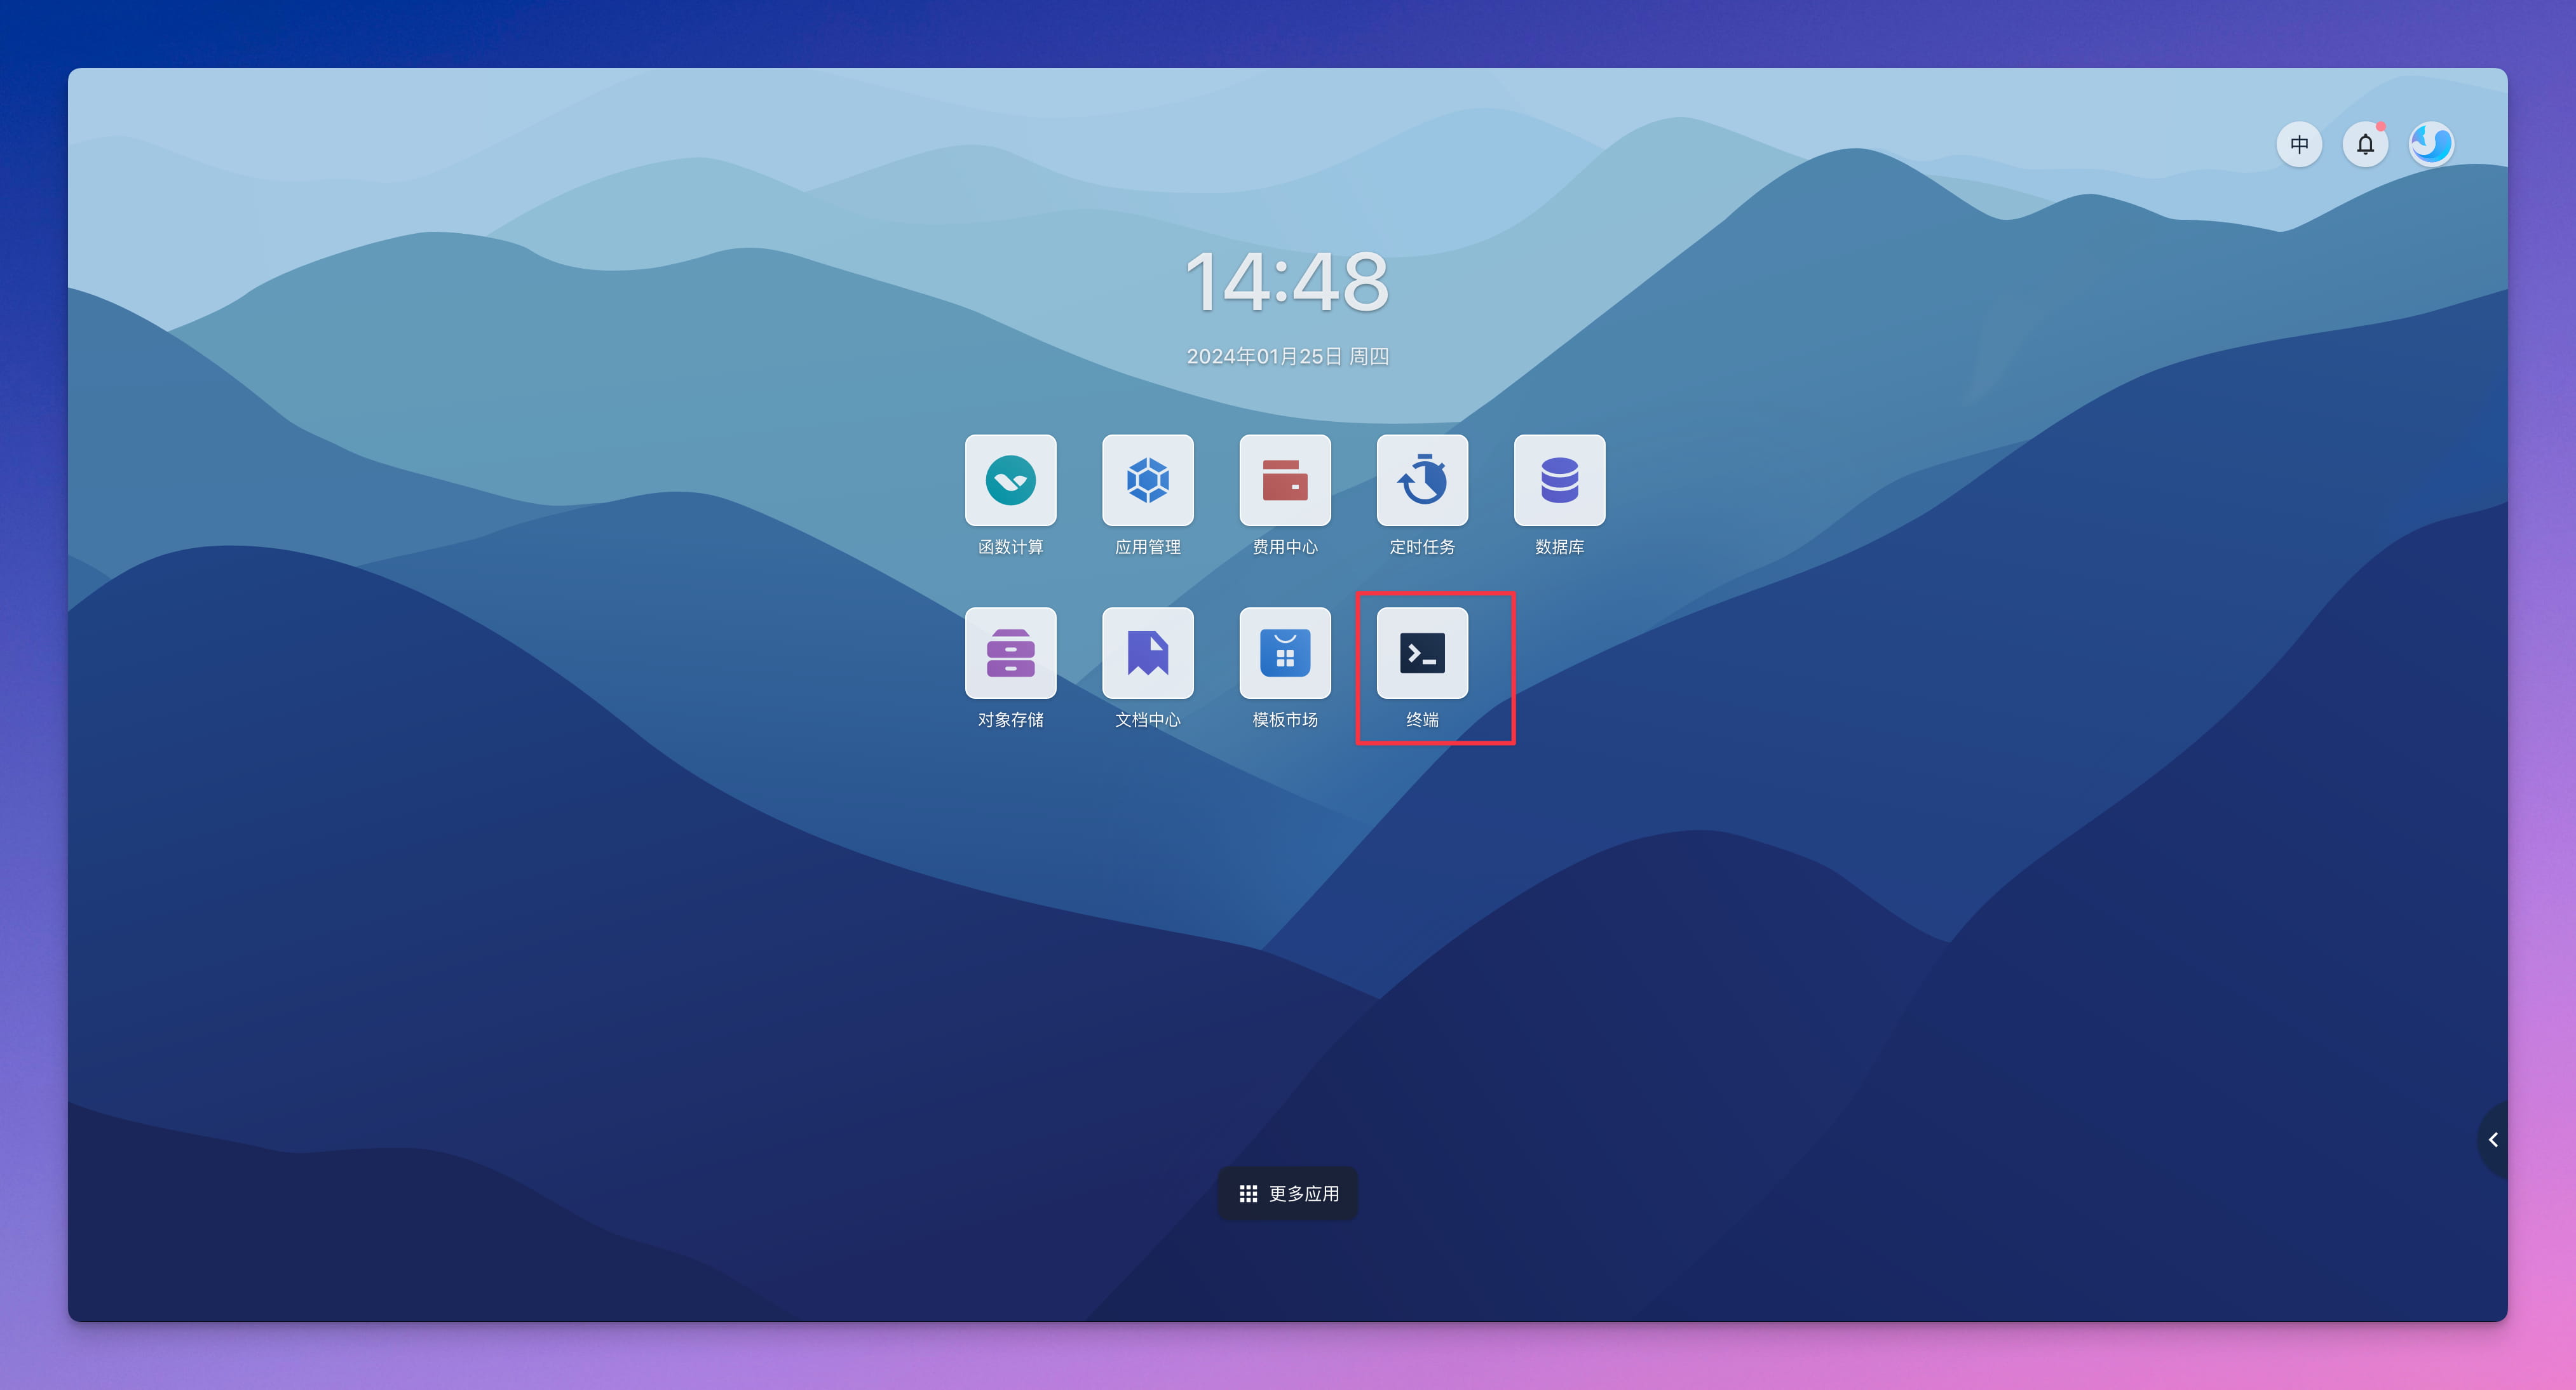 中
14:48
2024年01月25日 周四
函数计算 应用管理 费用中心 定时任务 数据库
对象存储 文档中心 模板市场 终端
更多应用